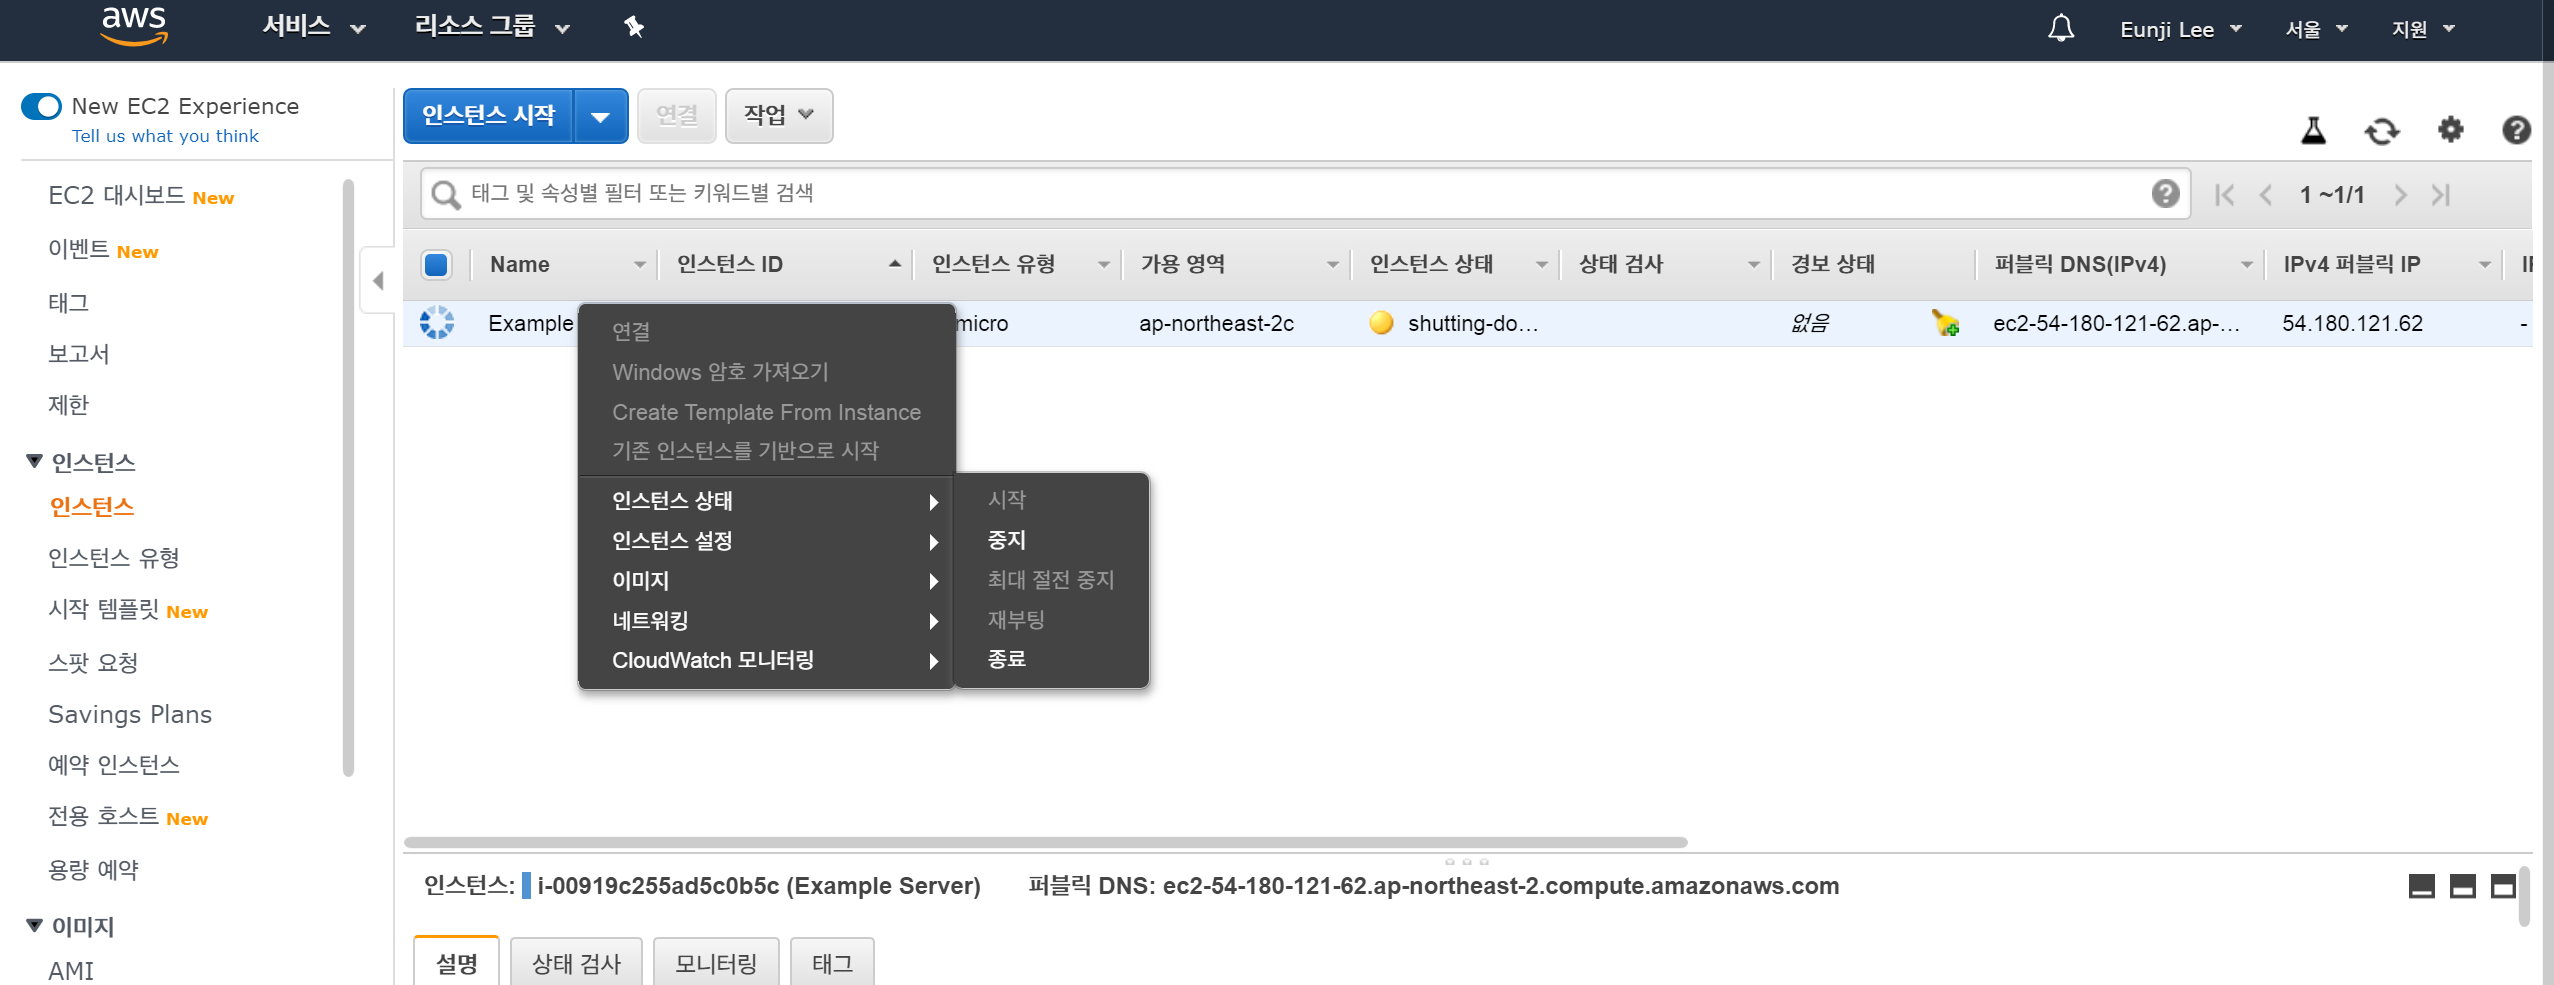 aws 서비스 리소스 그룹 Eunji Lee 서울 지원
New EC2 Experience
Tell us what you think
EC2 대시보드 New
이벤트 New
태그
보고서
제한
인스턴스
인스턴스
인스턴스 유형
시작 템플릿 New
스팟 요청
Savings Plans
예약 인스턴스
전용 호스트 New
용량 예약
이미지
AMI
인스턴스 시작 연결 작업
태그 및 속성별 필터 또는 키워드별 검색 1 ~1/1
Name 인스턴스 ID 인스턴스 유형 가용 영역 인스턴스 상태 상태 검사 경보 상태 퍼블릭 DNS(IPv4) IPv4 퍼블릭 IP
Example micro ap-northeast-2c shutting-do... 없음 ec2-54-180-121-62.ap-... 54.180.121.62 -
연결
Windows 암호 가져오기
Create Template From Instance
기존 인스턴스를 기반으로 시작
인스턴스 상태
인스턴스 설정
이미지
네트워킹
CloudWatch 모니터링
시작
중지
최대 절전 중지
재부팅
종료
인스턴스: i-00919c255ad5c0b5c (Example Server) 퍼블릭 DNS: ec2-54-180-121-62.ap-northeast-2.compute.amazonaws.com
설명 상태 검사 모니터링 태그